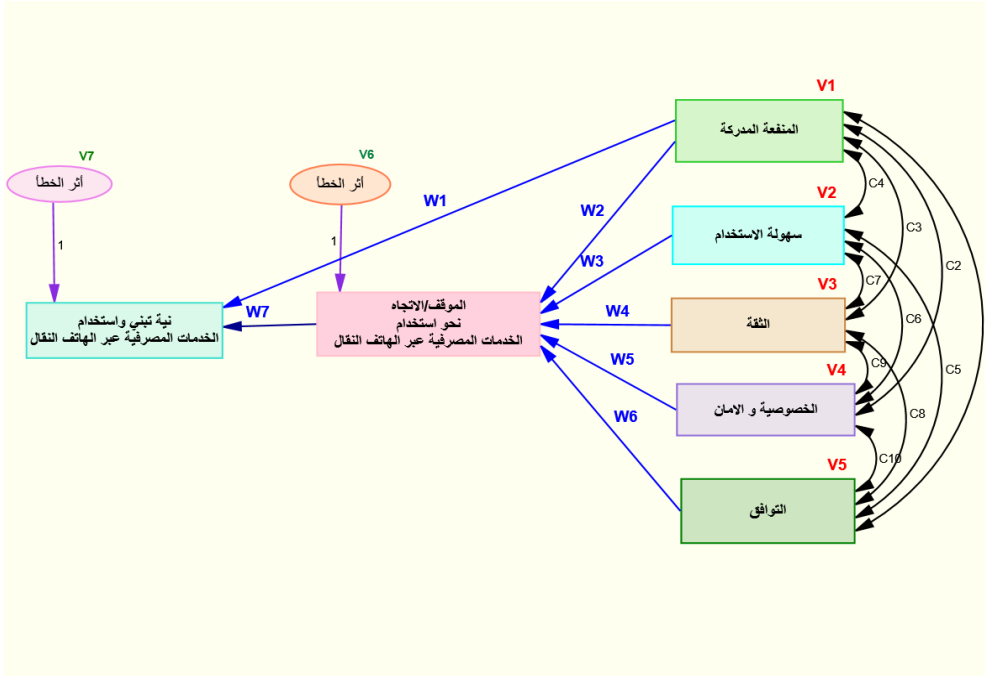 V1
المنفعة المدركة
V2
سهولة الاستخدام
V3
الثقة
V4
الخصوصية و الامان
V5
التوافق
C4
C3
C2
C7
C6
C9
C5
C8
C10
W1
W2
W3
W4
W5
W6
V6
أثر الخطأ
1
الموقف/الاتجاه
نحو استخدام
الخدمات المصرفية عبر الهاتف النقال
W7
V7
أثر الخطأ
1
نية تبني واستخدام
الخدمات المصرفية عبر الهاتف النقال